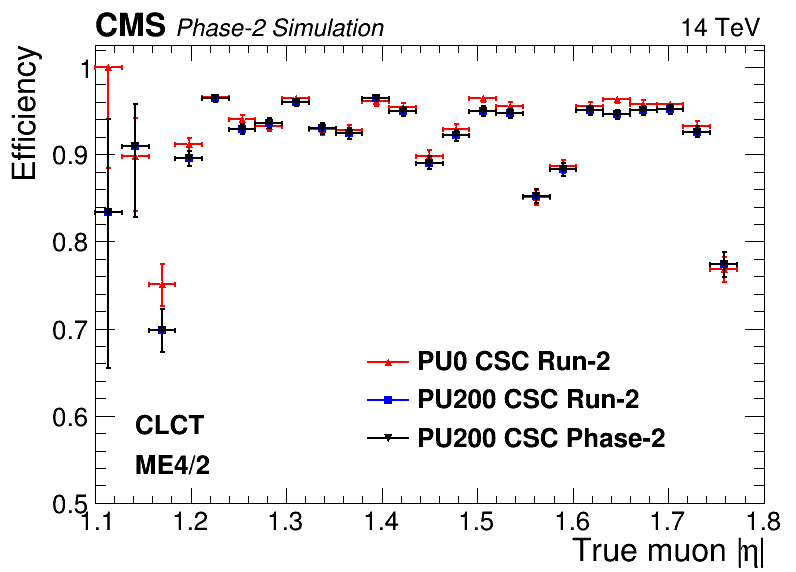 CMS Phase-2 Simulation 14 TeV
Efficiency
1
0.9
0.8
0.7
0.6
0.5
PU0 CSC Run-2
PU200 CSC Run-2
PU200 CSC Phase-2
CLCT
ME4/2
1.1 1.2 1.3 1.4 1.5 1.6 1.7 1.8
True muon |η|